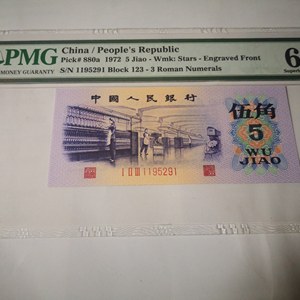 PMG
MONEY GUARANTY
China / People's Republic
Pick# 880a 1972 5 Jiao - Wmk: Stars - Engraved Front
S/N 1195291 Block 123 - 3 Roman Numerals
6
中国人民银行
伍角
5
WU
JIAO
I II III 1195291